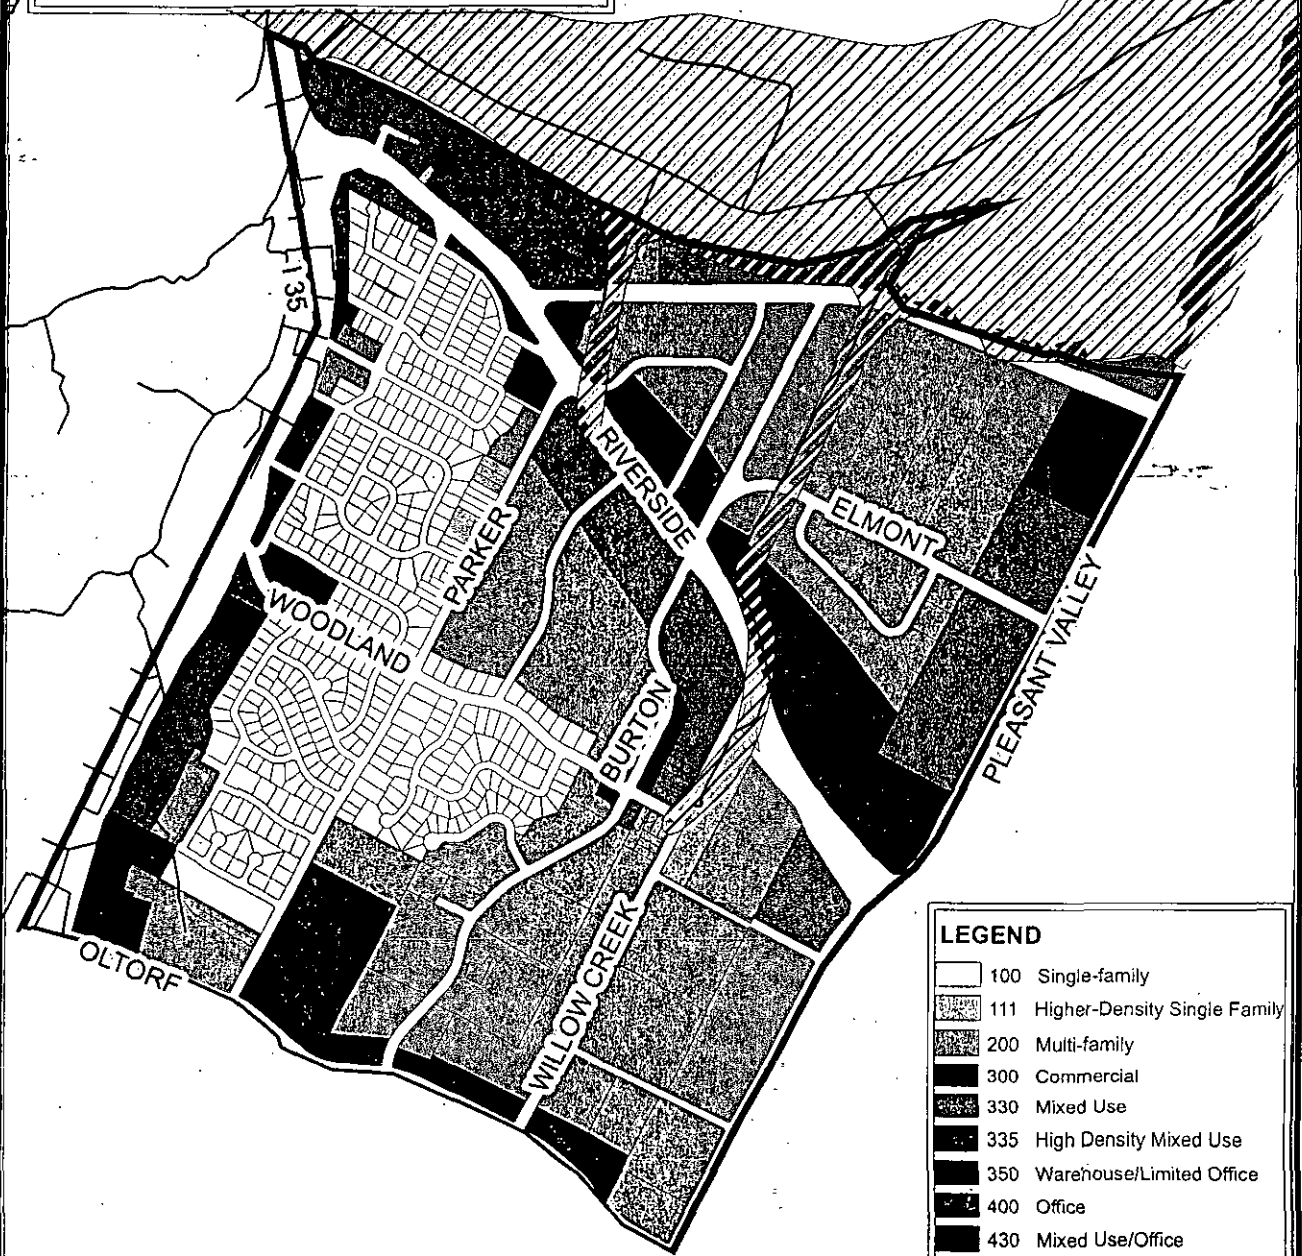 I 35
RIVERSIDE
ELMONT
PARKER
WOODLAND
BURTON
PLEASANT VALLEY
WILLOW CREEK
OLTORF
LEGEND
100 Single-family
111 Higher-Density Single Family
200 Multi-family
300 Commercial
330 Mixed Use
335 High Density Mixed Use
350 Warehouse/Limited Office
400 Office
430 Mixed Use/Office